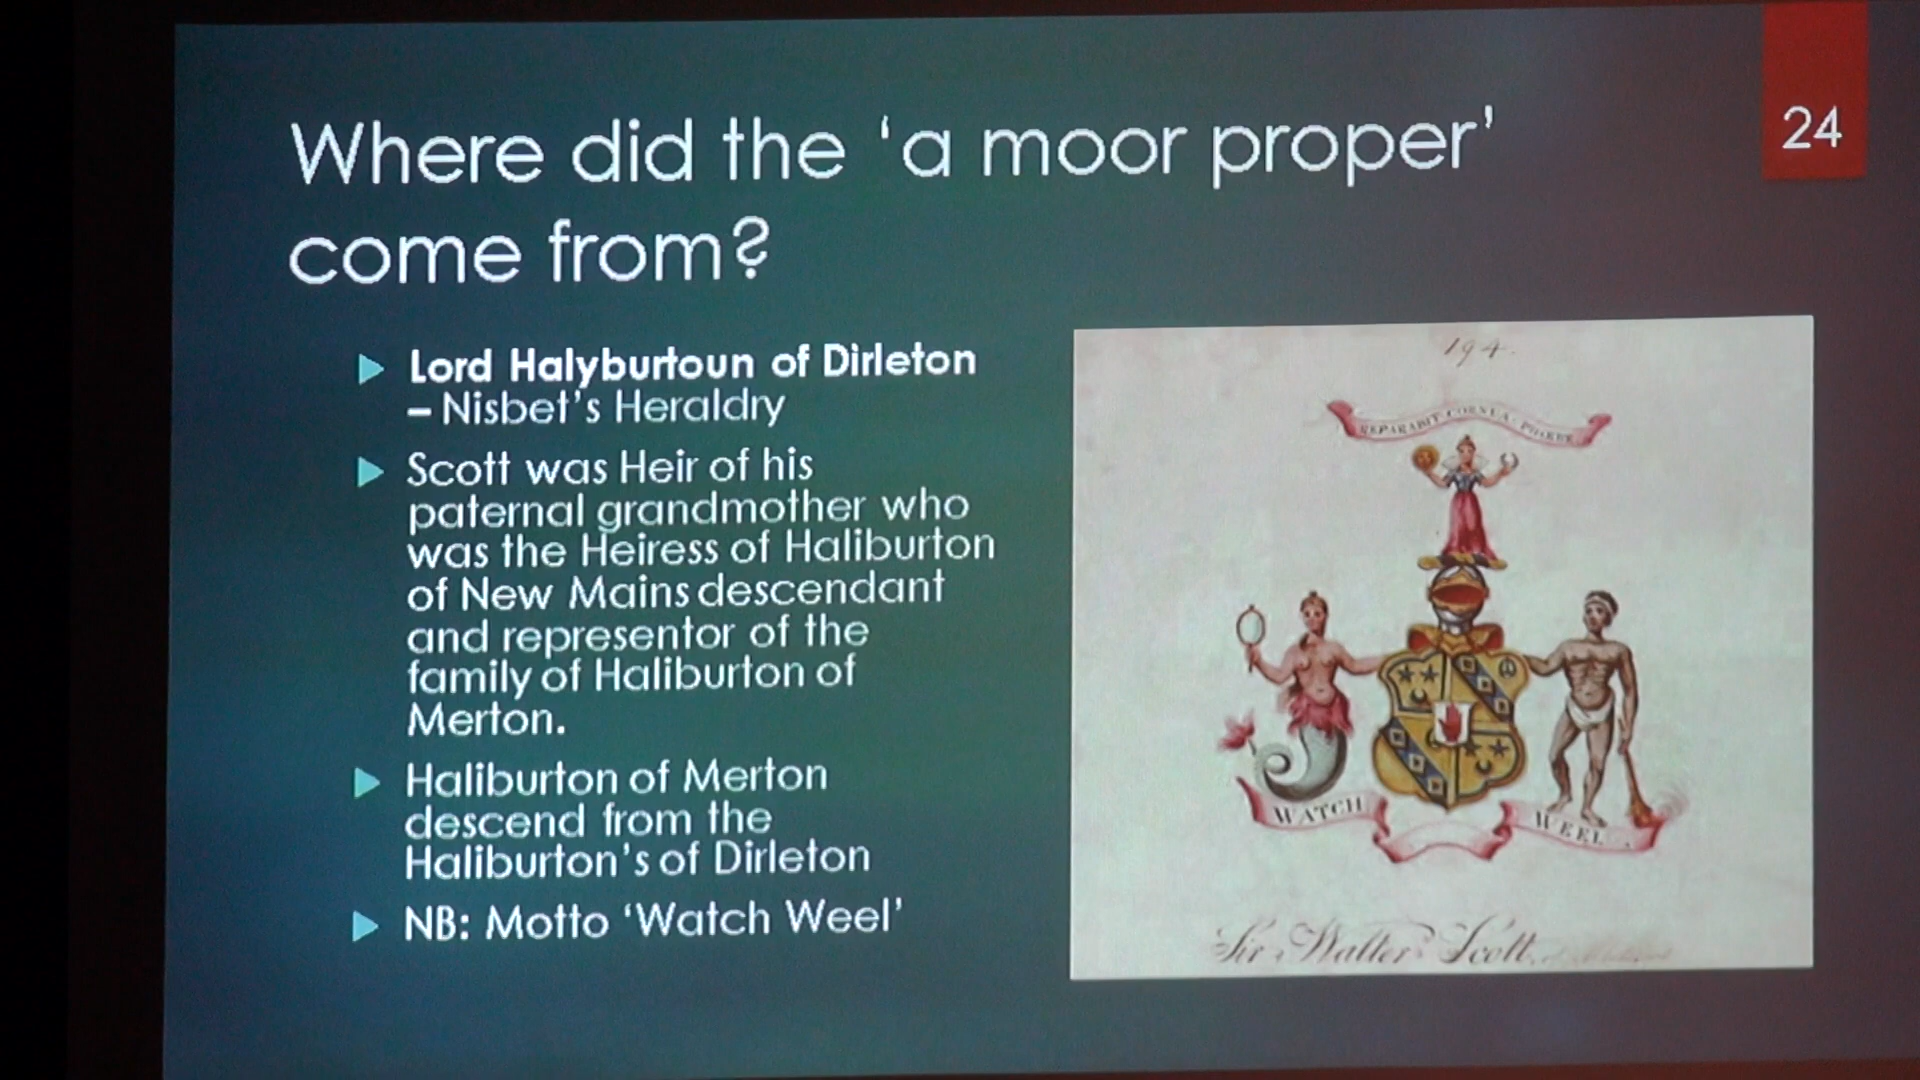 24
Where did the ‘a moor proper’
come from?
Lord Halyburtoun of Dirleton
– Nisbet’s Heraldry
Scott was Heir of his
paternal grandmother who
was the Heiress of Haliburton
of New Mains descendant
and representor of the
family of Haliburton of
Merton.
Haliburton of Merton
descend from the
Haliburton’s of Dirleton
NB: Motto ‘Watch Weel’
194.
REPARABIT CORNUA PHOEBE
WATCH
WEEL
Sir Walter Scott